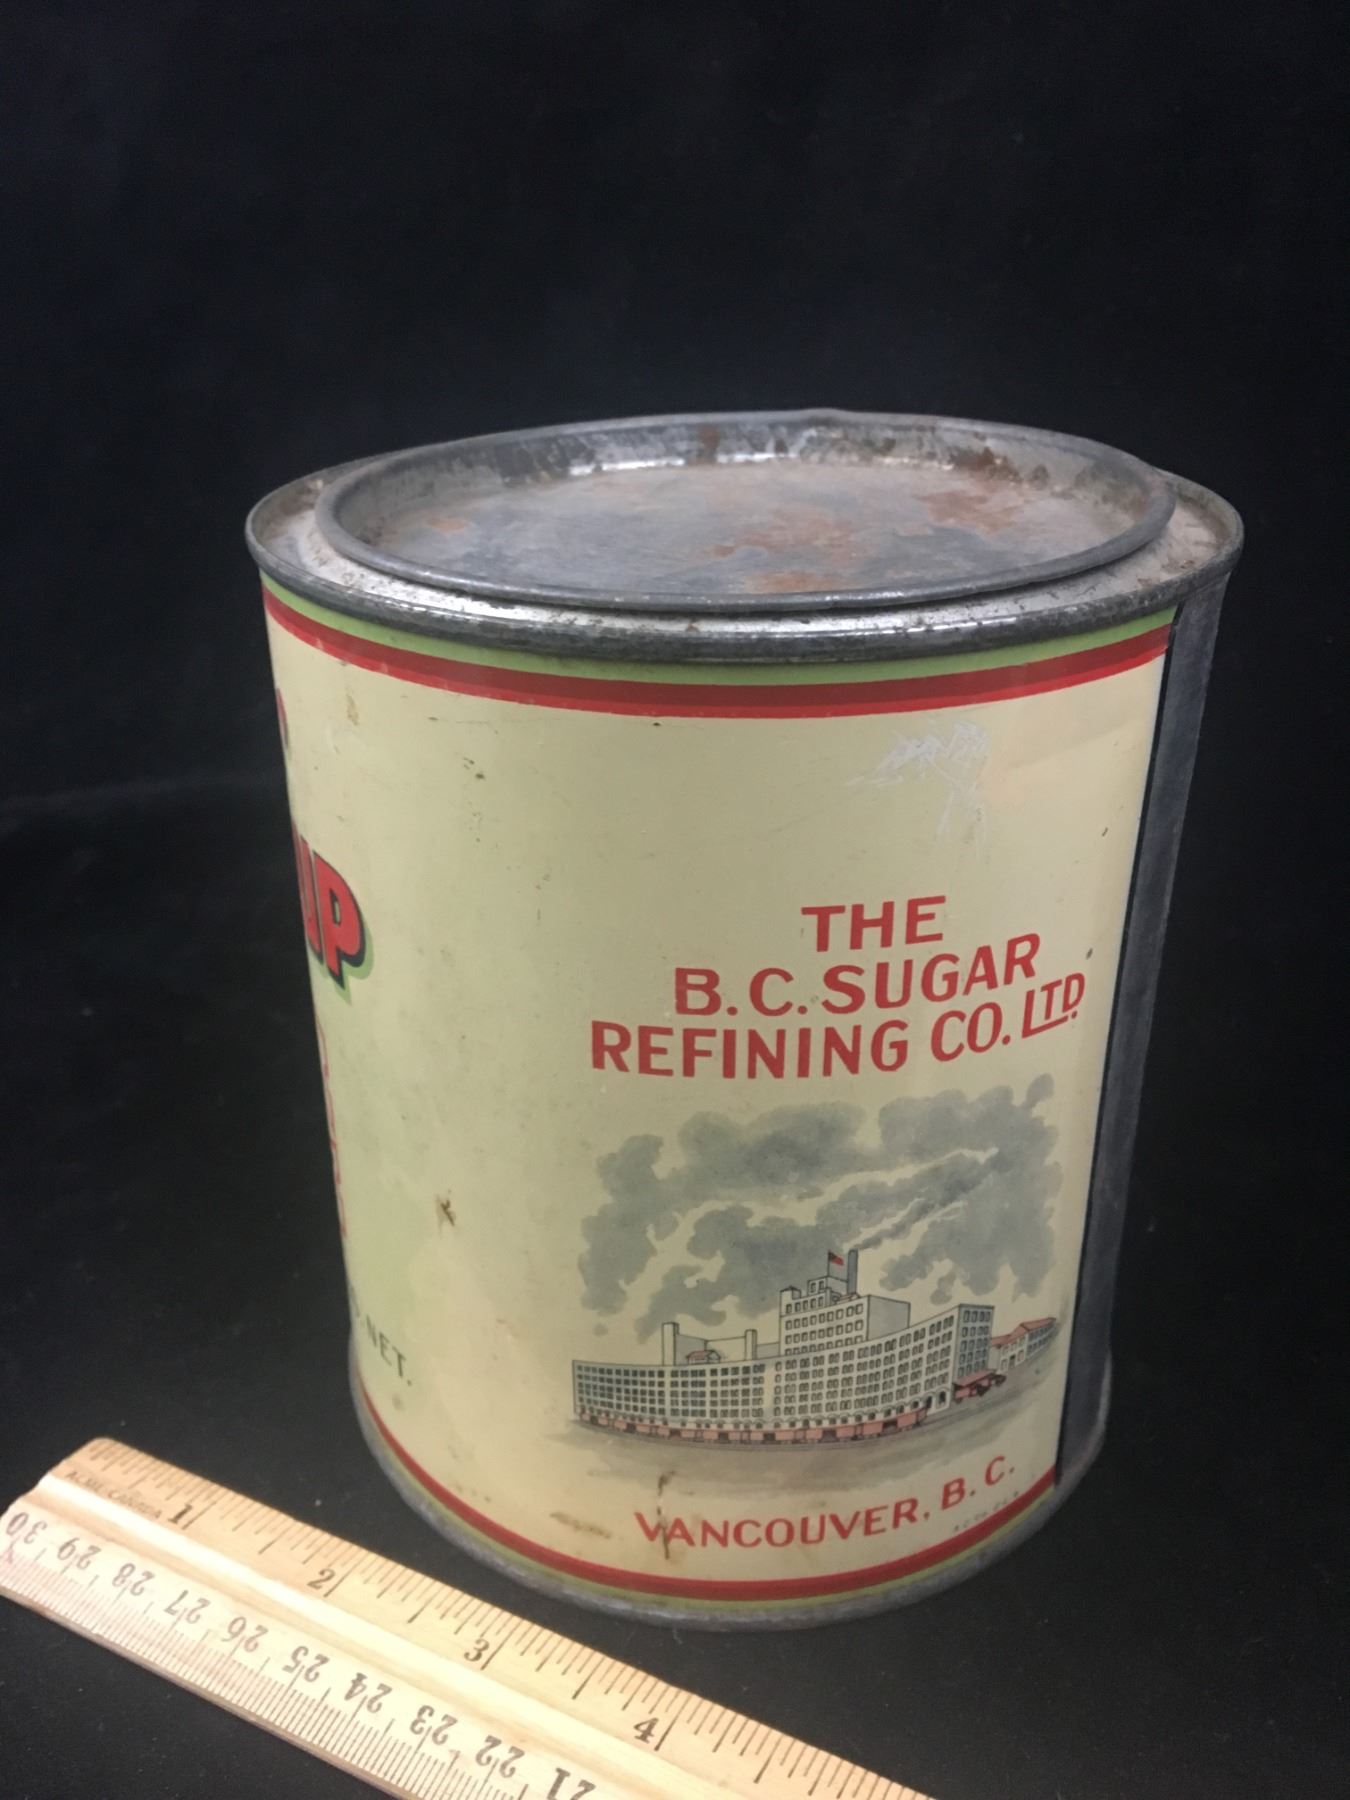 UP
NET.
THE
B.C. SUGAR
REFINING CO. LTD.
VANCOUVER, B. C.
1
2
3
4
30
29
28
27
26
25
24
23
22
21